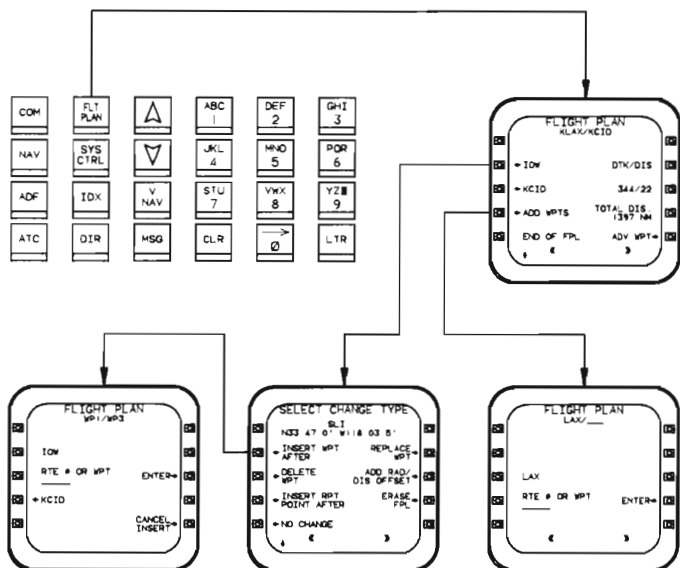 COM
FLT PLAN
ABC 1
DEF 2
GHI 3
NAV
SYS CTRL
JKL 4
MNO 5
PQR 6
ADF
IDX
V NAV
STU 7
VWX 8
YZ 9
ATC
DIR
MSG
CLR
→ Ø
LTR
FLIGHT PLAN
KLAX/KCID
← IOW DTK/DIS
← KCID 344/22
← ADD WPTS TOTAL DIS.
1397 NM
END OF FPL ADV WPT→
« »
FLIGHT PLAN
WP1/WP3
IOW
RTE # OR WPT
____ ENTER→
← KCID
CANCEL
INSERT→
SELECT CHANGE TYPE
SLI
N33 47 0' W118 03 5'
← INSERT WPT AFTER REPLACE WPT→
← DELETE WPT ADD RAD/
DIS OFFSET→
← INSERT RPT POINT AFTER ERASE FPL→
← NO CHANGE
« »
FLIGHT PLAN
LAX/___
LAX
RTE # OR WPT
____ ENTER→
« »